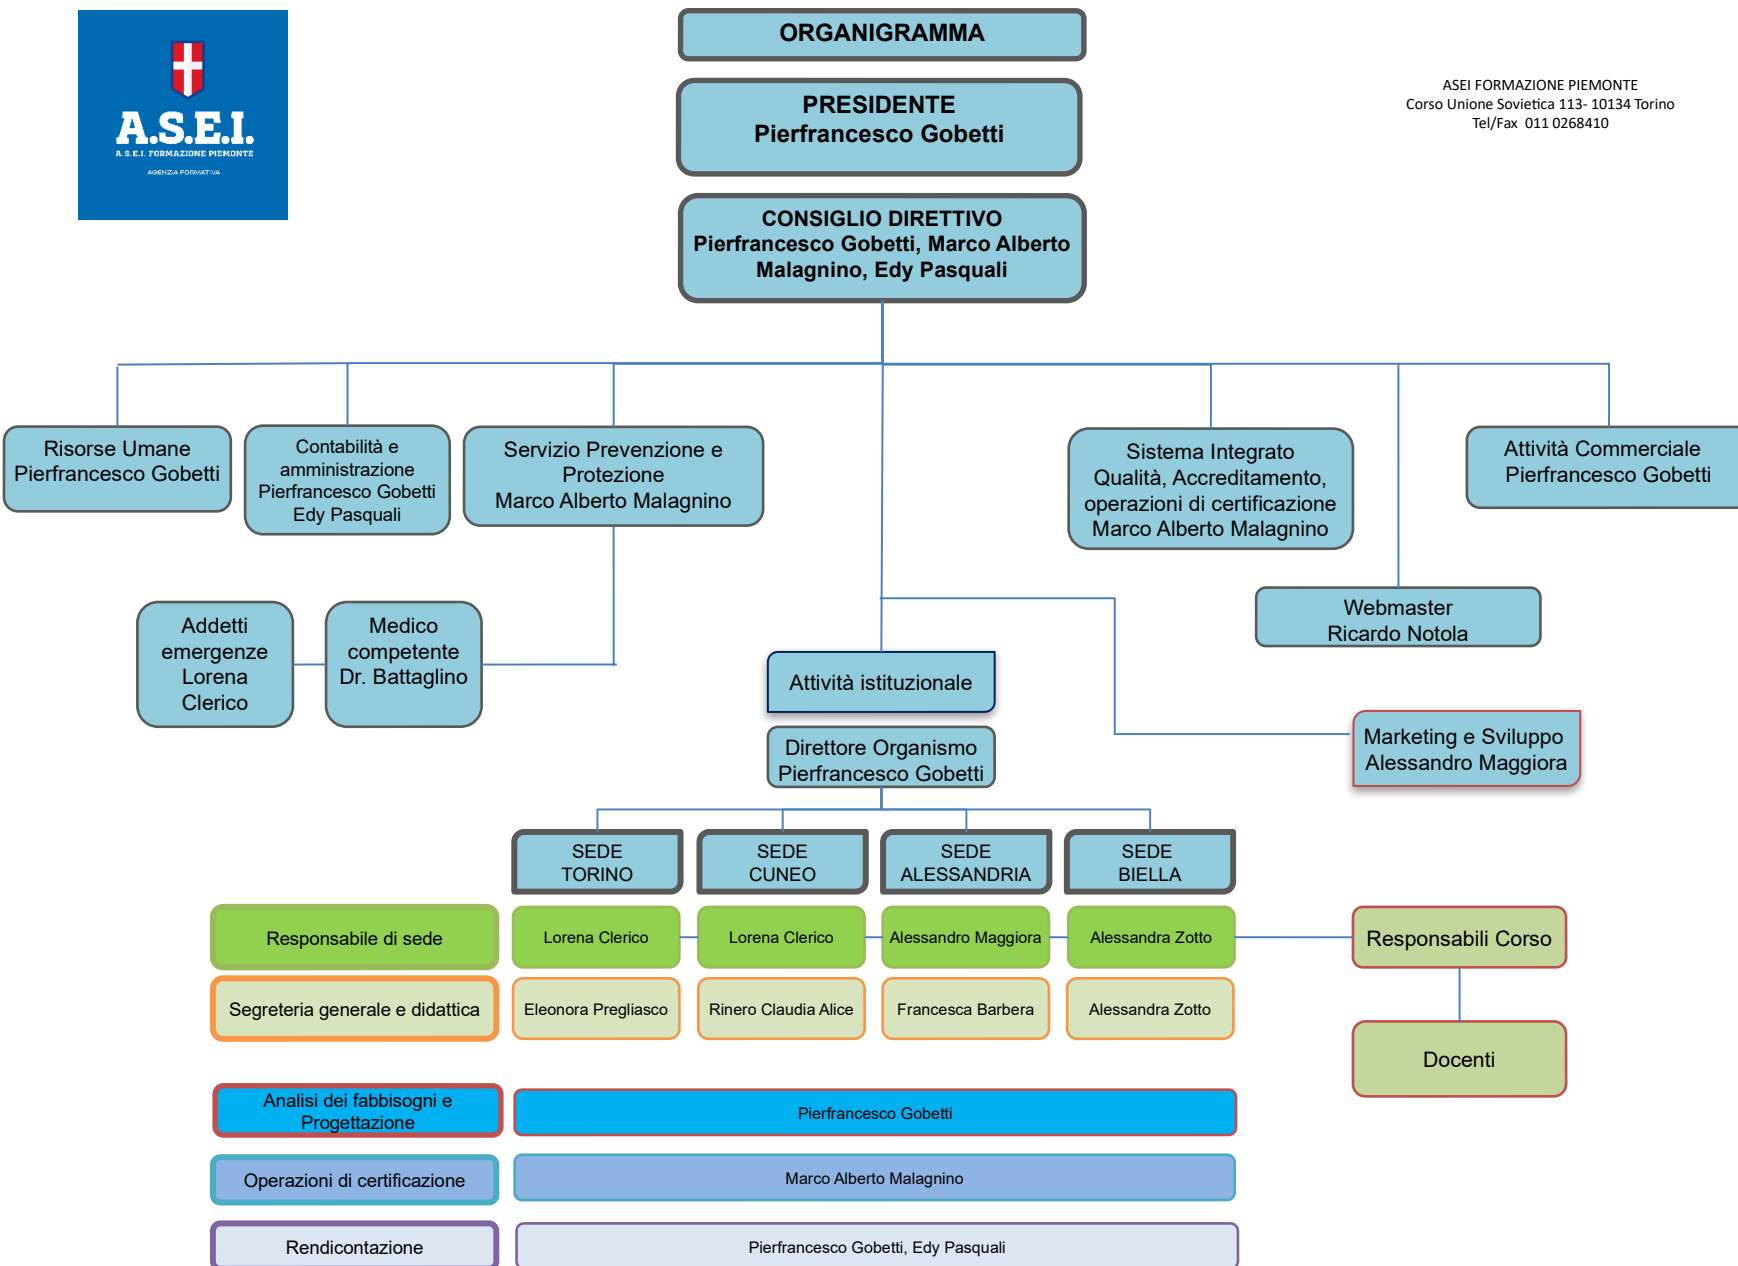 A.S.E.I.
A.S.E.I. FORMAZIONE PIEMONTE
AGENZIA FORMATIVA
ORGANIGRAMMA
PRESIDENTE
Pierfrancesco Gobetti
CONSIGLIO DIRETTIVO
Pierfrancesco Gobetti, Marco Alberto
Malagnino, Edy Pasquali
ASEI FORMAZIONE PIEMONTE
Corso Unione Sovietica 113- 10134 Torino
Tel/Fax 011 0268410
Risorse Umane
Pierfrancesco Gobetti
Contabilità e
amministrazione
Pierfrancesco Gobetti
Edy Pasquali
Servizio Prevenzione e
Protezione
Marco Alberto Malagnino
Sistema Integrato
Qualità, Accreditamento,
operazioni di certificazione
Marco Alberto Malagnino
Attività Commerciale
Pierfrancesco Gobetti
Addetti
emergenze
Lorena
Clerico
Medico
competente
Dr. Battaglino
Webmaster
Ricardo Notola
Attività istituzionale
Direttore Organismo
Pierfrancesco Gobetti
Marketing e Sviluppo
Alessandro Maggiora
SEDE
TORINO
SEDE
CUNEO
SEDE
ALESSANDRIA
SEDE
BIELLA
Responsabile di sede
Lorena Clerico
Lorena Clerico
Alessandro Maggiora
Alessandra Zotto
Responsabili Corso
Segreteria generale e didattica
Eleonora Pregliasco
Rinero Claudia Alice
Francesca Barbera
Alessandra Zotto
Docenti
Analisi dei fabbisogni e
Progettazione
Pierfrancesco Gobetti
Operazioni di certificazione
Marco Alberto Malagnino
Rendicontazione
Pierfrancesco Gobetti, Edy Pasquali